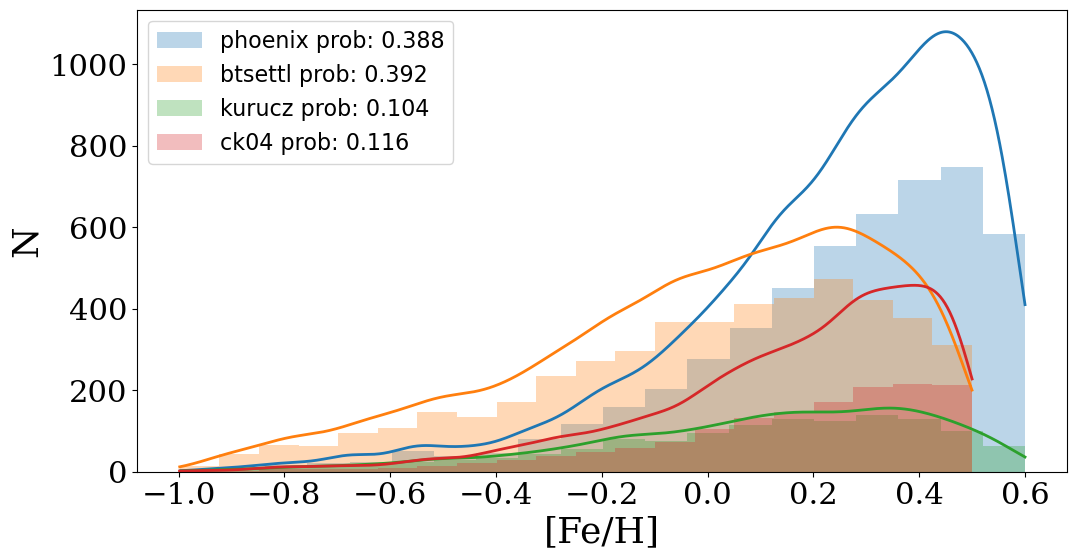 phoenix prob: 0.388
btsettl prob: 0.392
kurucz prob: 0.104
ck04 prob: 0.116
N
1000
800
600
400
200
0
−1.0 −0.8 −0.6 −0.4 −0.2 0.0 0.2 0.4 0.6
[Fe/H]